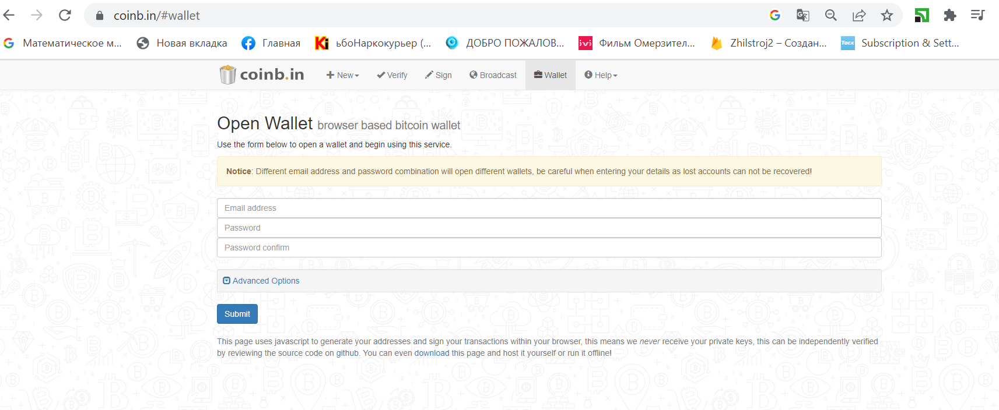 coinb.in/#wallet
Математическое м... Новая вкладка Главная ьбоНаркокурьер (... ДОБРО ПОЖАЛОВ... Фильм Омерзител... Zhilstroj2 – Создан... Subscription & Sett...
coinb.in New Verify Sign Broadcast Wallet Help
Open Wallet browser based bitcoin wallet
Use the form below to open a wallet and begin using this service.
Notice: Different email address and password combination will open different wallets, be careful when entering your details as lost accounts can not be recovered!
Email address
Password
Password confirm
Advanced Options
Submit
This page uses javascript to generate your addresses and sign your transactions within your browser, this means we never receive your private keys, this can be independently verified
by reviewing the source code on github. You can even download this page and host it yourself or run it offline!